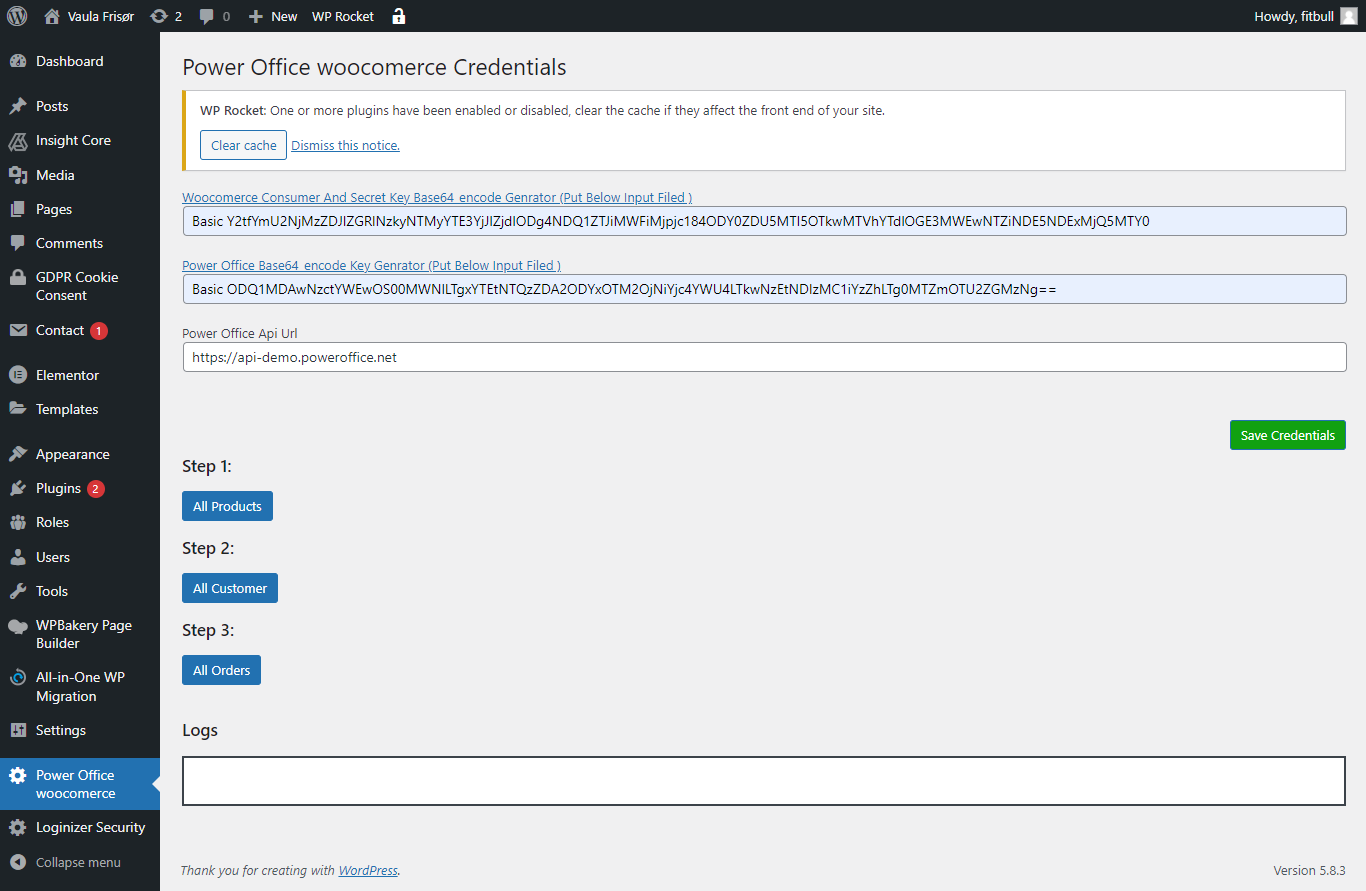 Vaula Frisør 2 0 New WP Rocket Howdy, fitbull
Dashboard
Posts
Insight Core
Media
Pages
Comments
GDPR Cookie
Consent
Contact 1
Elementor
Templates
Appearance
Plugins 2
Roles
Users
Tools
WPBakery Page
Builder
All-in-One WP
Migration
Settings
Power Office
woocomerce
Loginizer Security
Collapse menu
Power Office woocomerce Credentials
WP Rocket: One or more plugins have been enabled or disabled, clear the cache if they affect the front end of your site.
Clear cache Dismiss this notice.
Woocomerce Consumer And Secret Key Base64_encode Genrator (Put Below Input Filed )
Basic Y2tfYmU2NjMzZDJlZGRlNzkyNTMyYTE3YjJlZjdlODg4NDQ1ZTJiMWFiMjpjc184ODY0ZDU5MTI5OTkwMTVhYTdlOGE3MWEwNTZiNDE5NDExMjQ5MTY0
Power Office Base64_encode Key Genrator (Put Below Input Filed )
Basic ODQ1MDAwNzctYWEwOS00MWNlLTgxYTEtNTQzZDA2ODYxOTM2OjNiYjc4YWU4LTkwNzEtNDIzMC1iYzZhLTg0MTZmOTU2ZGMzNg==
Power Office Api Url
https://api-demo.poweroffice.net
Save Credentials
Step 1:
All Products
Step 2:
All Customer
Step 3:
All Orders
Logs
Thank you for creating with WordPress. Version 5.8.3